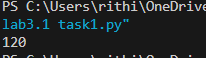 PS C:\Users\rithi\OneDrive
lab3.1 task1.py"
120